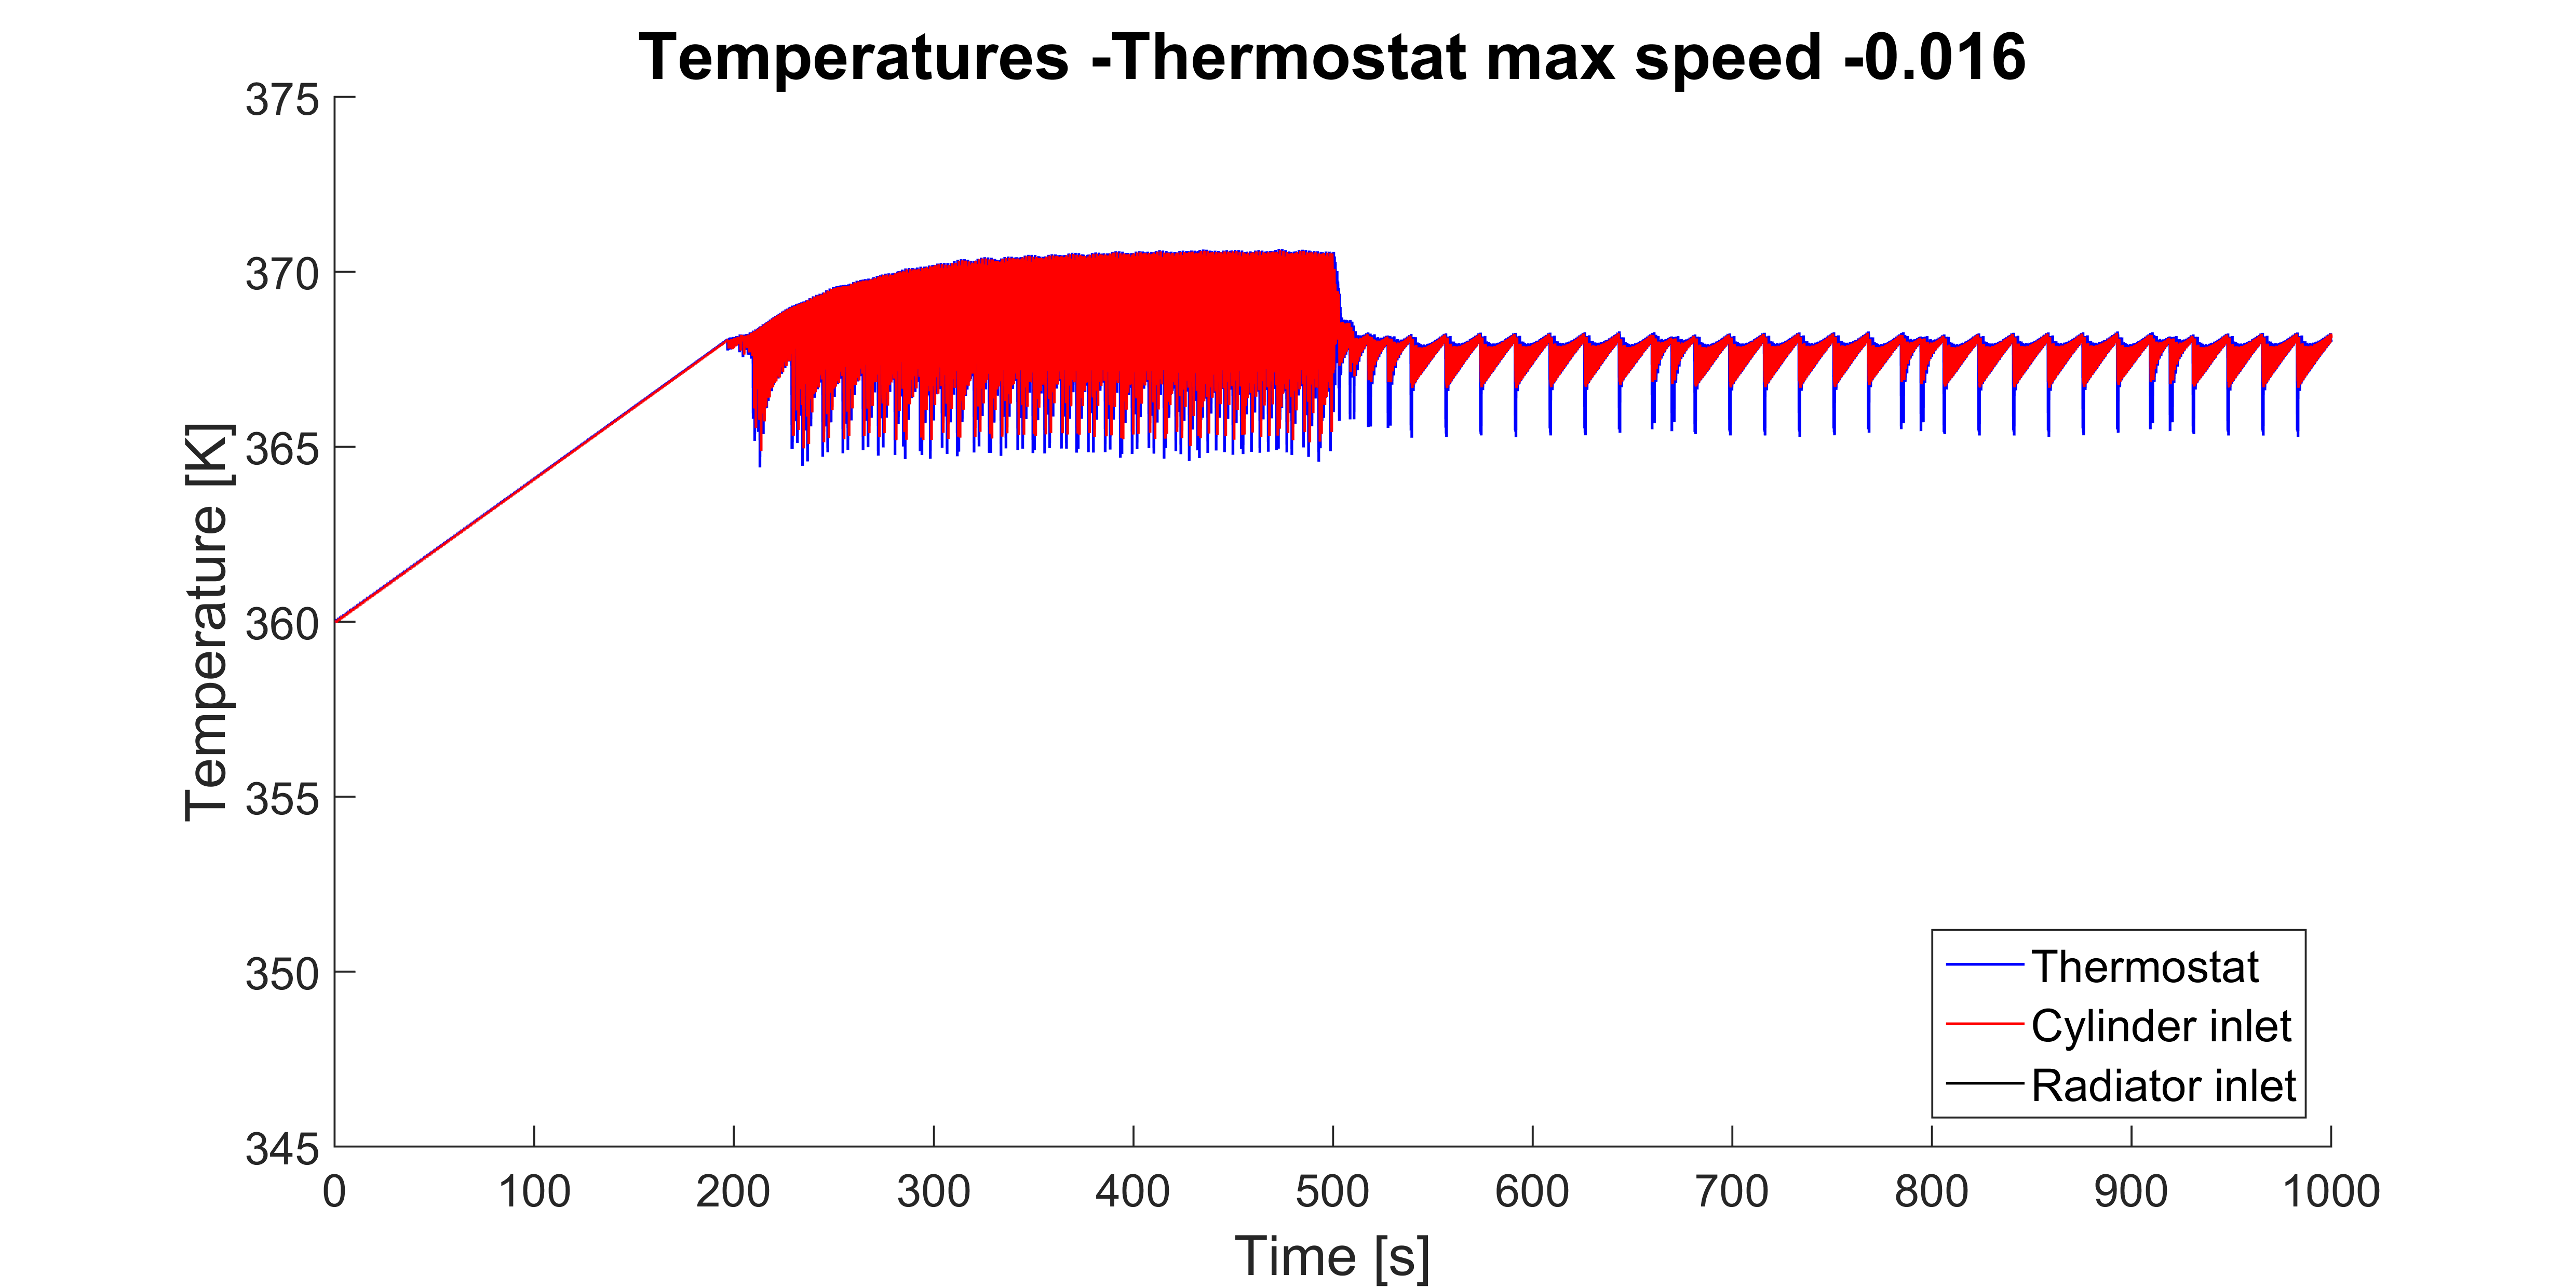 Temperatures -Thermostat max speed -0.016
375
370
365
360
355
350
345
Temperature [K]
0 100 200 300 400 500 600 700 800 900 1000
Time [s]
Thermostat
Cylinder inlet
Radiator inlet